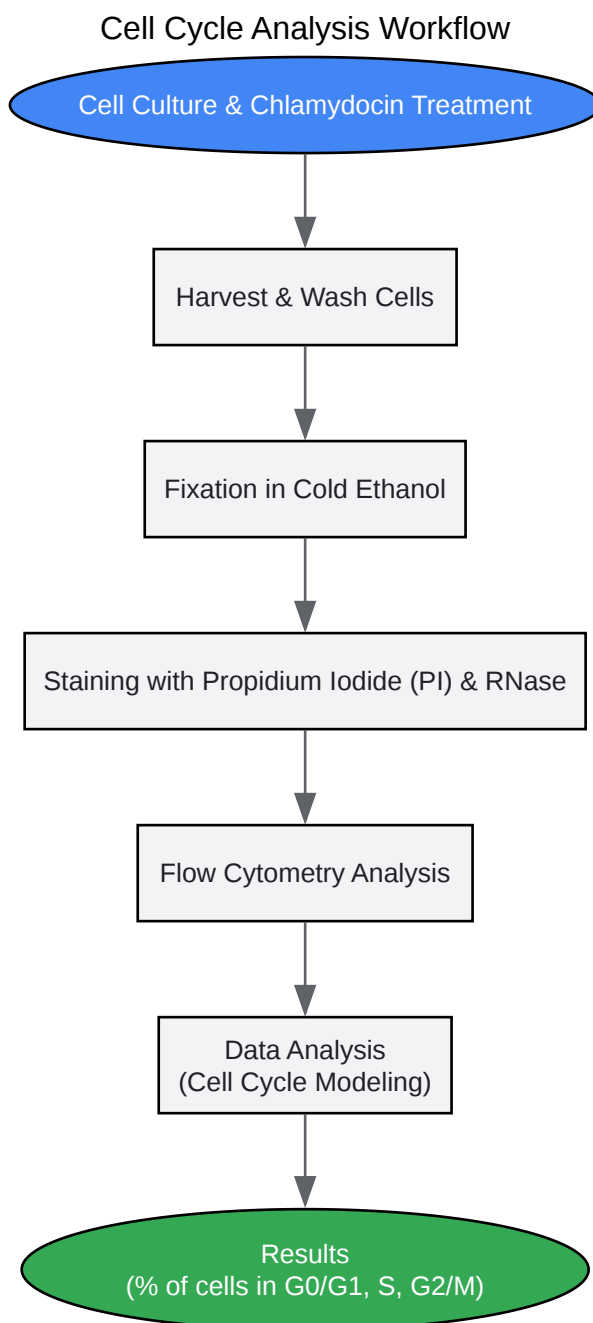 Cell Cycle Analysis Workflow
Cell Culture & Chlamydocin Treatment
Harvest & Wash Cells
Fixation in Cold Ethanol
Staining with Propidium Iodide (PI) & RNase
Flow Cytometry Analysis
Data Analysis
(Cell Cycle Modeling)
Results
(% of cells in G0/G1, S, G2/M)